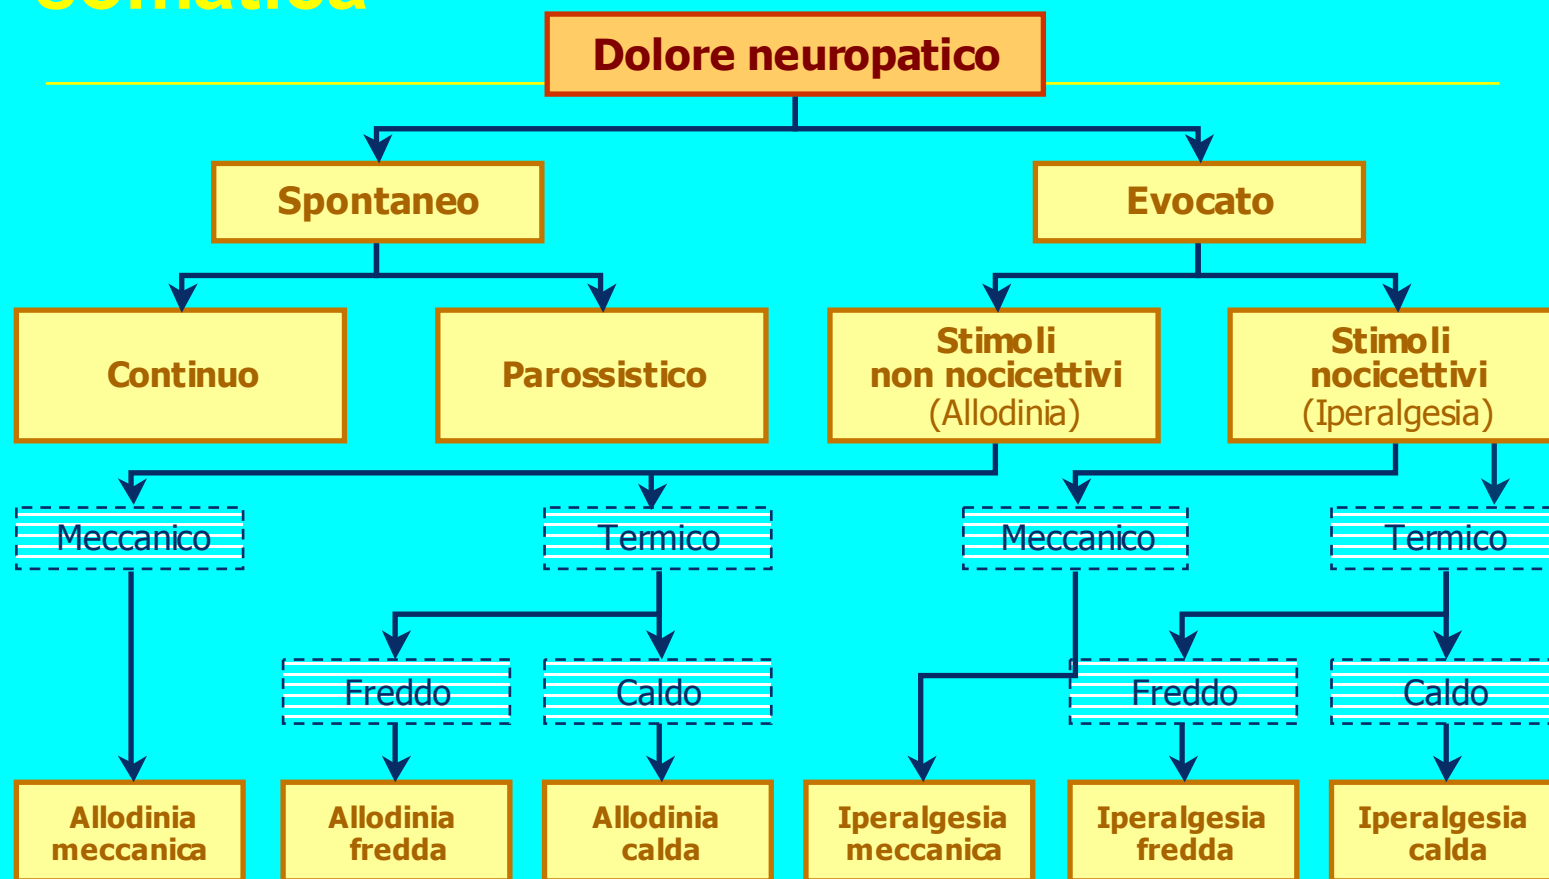 somatica
Dolore neuropatico
Spontaneo
Evocato
Continuo
Parossistico
Stimoli
non nocicettivi
(Allodinia)
Stimoli
nocicettivi
(Iperalgesia)
Meccanico
Termico
Meccanico
Termico
Freddo
Caldo
Freddo
Caldo
Allodinia
meccanica
Allodinia
fredda
Allodinia
calda
Iperalgesia
meccanica
Iperalgesia
fredda
Iperalgesia
calda